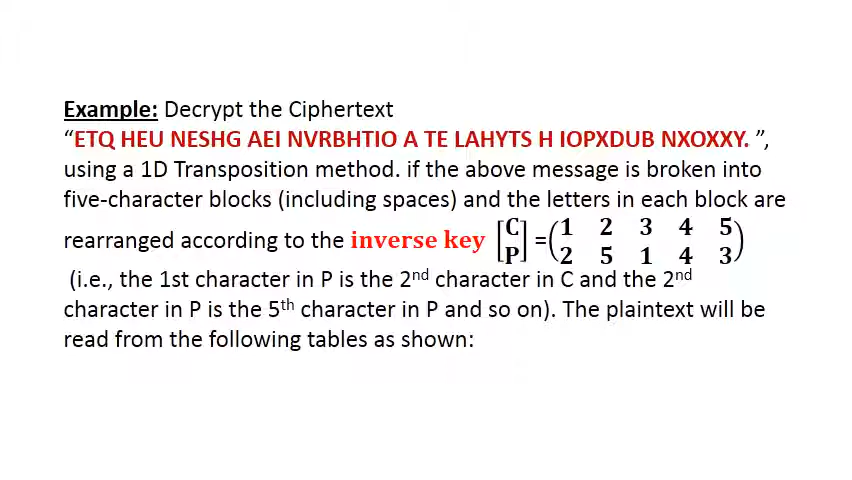 Example: Decrypt the Ciphertext
“ETQ HEU NESHG AEI NVRBHTIO A TE LAHYTS H IOPXDUB NXOXXY. ”,
using a 1D Transposition method. if the above message is broken into
five-character blocks (including spaces) and the letters in each block are
rearranged according to the inverse key [C P] =(1 2 3 4 5
2 5 1 4 3)
(i.e., the 1st character in P is the 2nd character in C and the 2nd
character in P is the 5th character in P and so on). The plaintext will be
read from the following tables as shown: